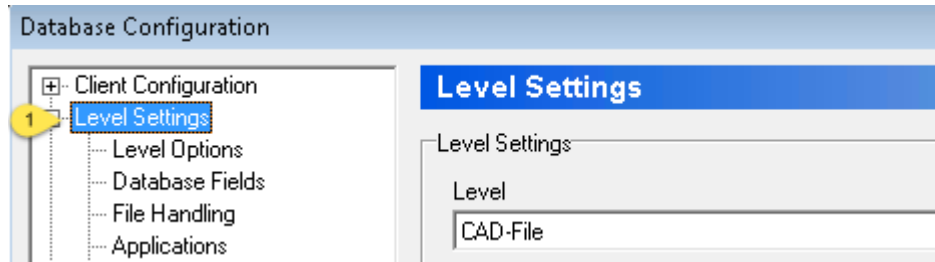 Database Configuration
Client Configuration
1 Level Settings
Level Options
Database Fields
File Handling
Applications
Level Settings
Level Settings
Level
CAD-File